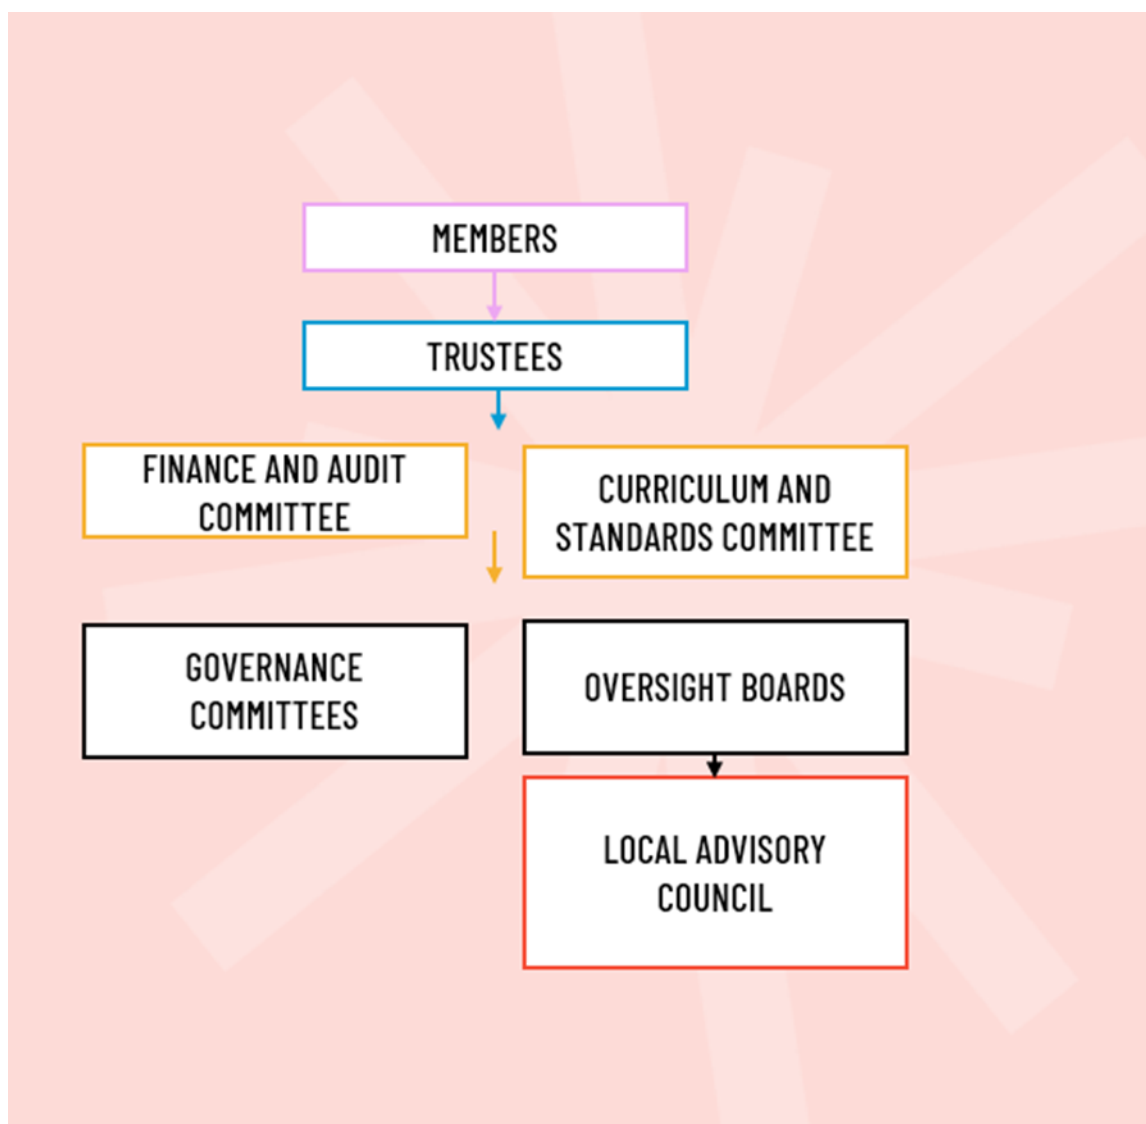 MEMBERS
TRUSTEES
FINANCE AND AUDIT
COMMITTEE
CURRICULUM AND
STANDARDS COMMITTEE
GOVERNANCE
COMMITTEES
OVERSIGHT BOARDS
LOCAL ADVISORY
COUNCIL